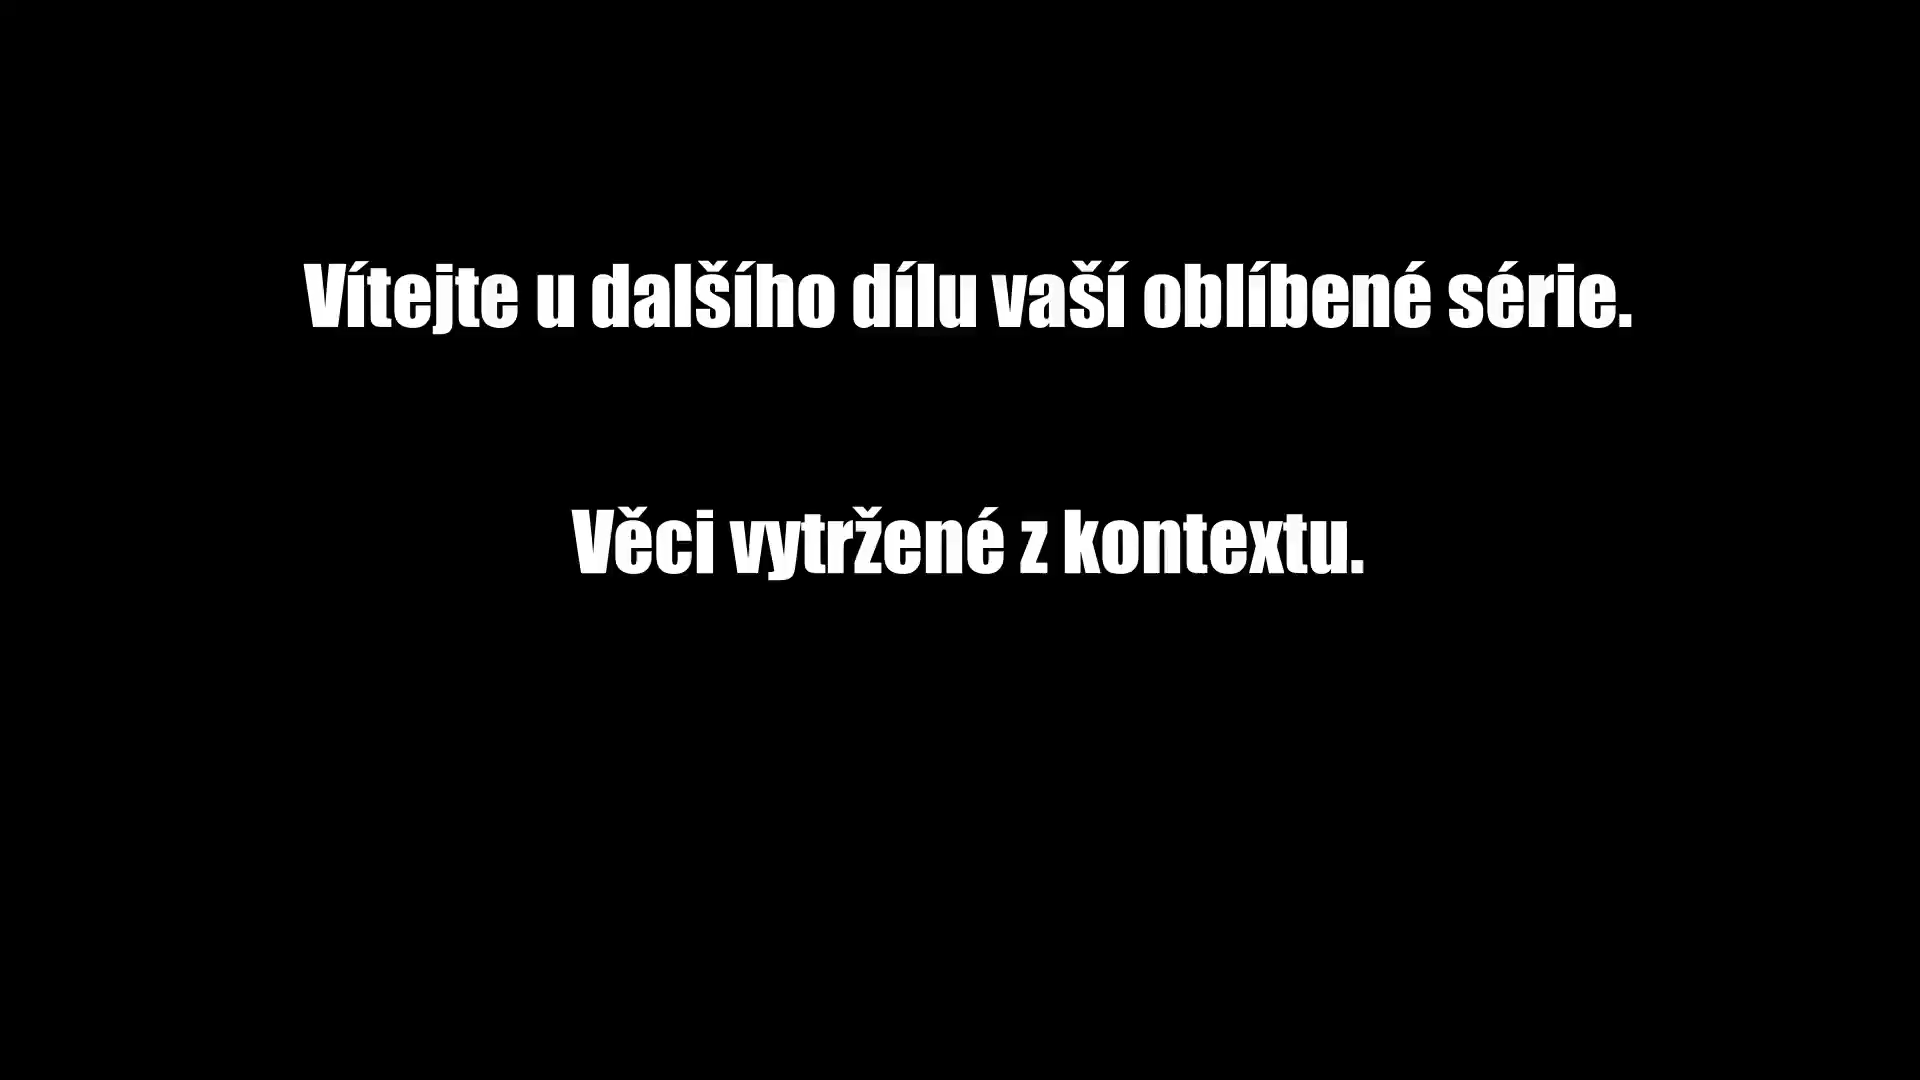 Vítejte u dalšího dílu vaší oblíbené série.
Věci vytržené z kontextu.